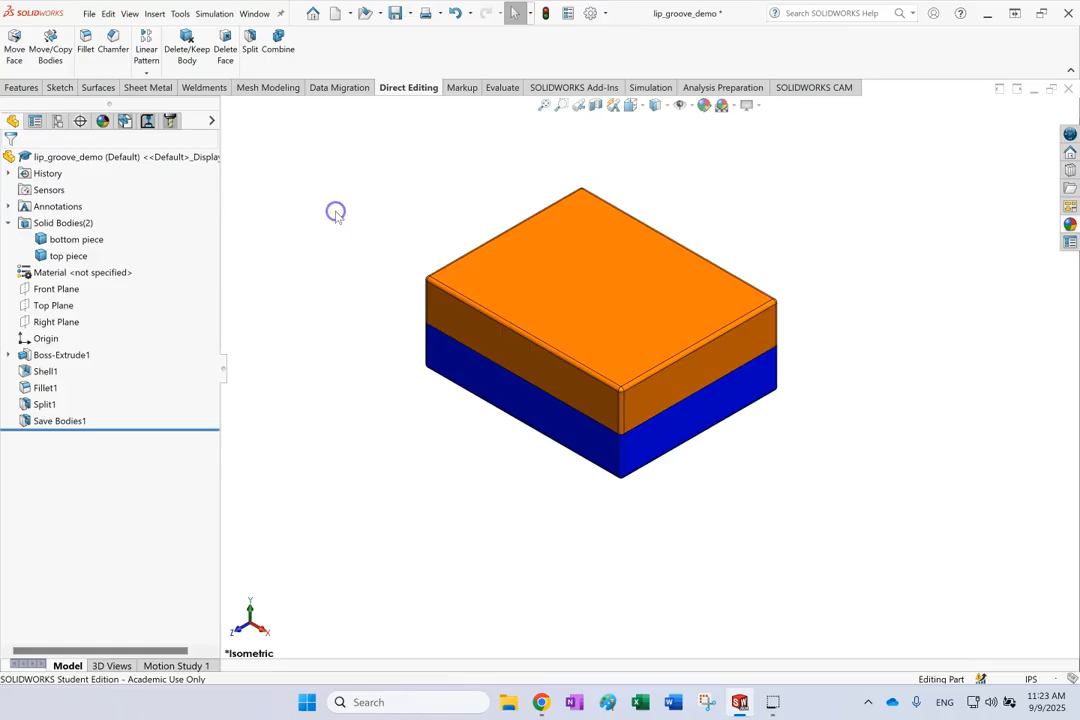 SOLIDWORKS File Edit View Insert Tools Simulation Window lip_groove_demo * Search SOLIDWORKS Help
Move Face Move/Copy Bodies Fillet Chamfer Linear Pattern Delete/Keep Body Delete Face Split Combine
Features Sketch Surfaces Sheet Metal Weldments Mesh Modeling Data Migration Direct Editing Markup Evaluate SOLIDWORKS Add-Ins Simulation Analysis Preparation SOLIDWORKS CAM
lip_groove_demo (Default) <<Default>_Display
History
Sensors
Annotations
Solid Bodies(2)
bottom piece
top piece
Material <not specified>
Front Plane
Top Plane
Right Plane
Origin
Boss-Extrude1
Shell1
Fillet1
Split1
Save Bodies1
Y
Z X
*Isometric
Model 3D Views Motion Study 1
SOLIDWORKS Student Edition - Academic Use Only Editing Part IPS
Search ENG 11:23 AM
9/9/2025